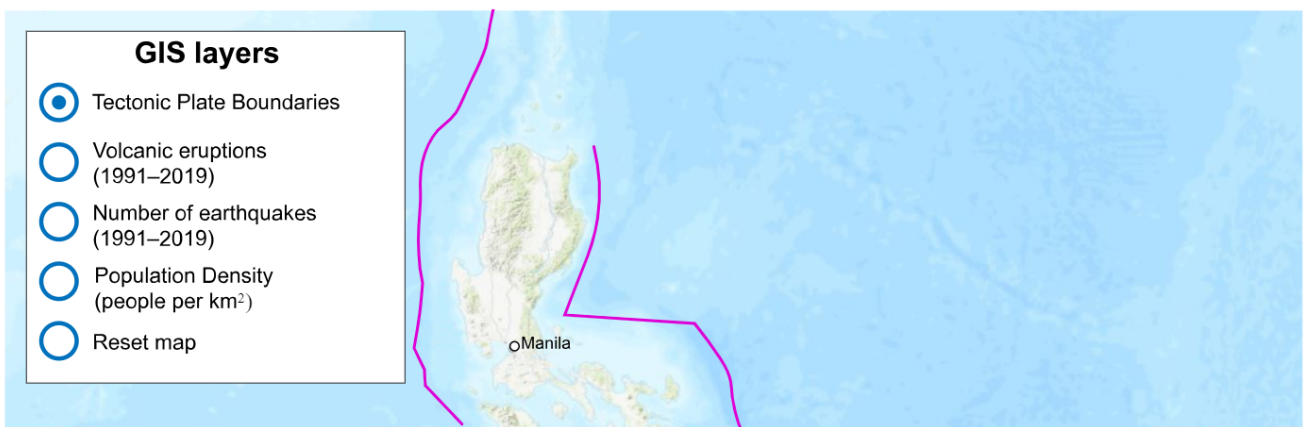 GIS layers
Tectonic Plate Boundaries
Volcanic eruptions
(1991–2019)
Number of earthquakes
(1991–2019)
Population Density
(people per km²)
Reset map
Manila